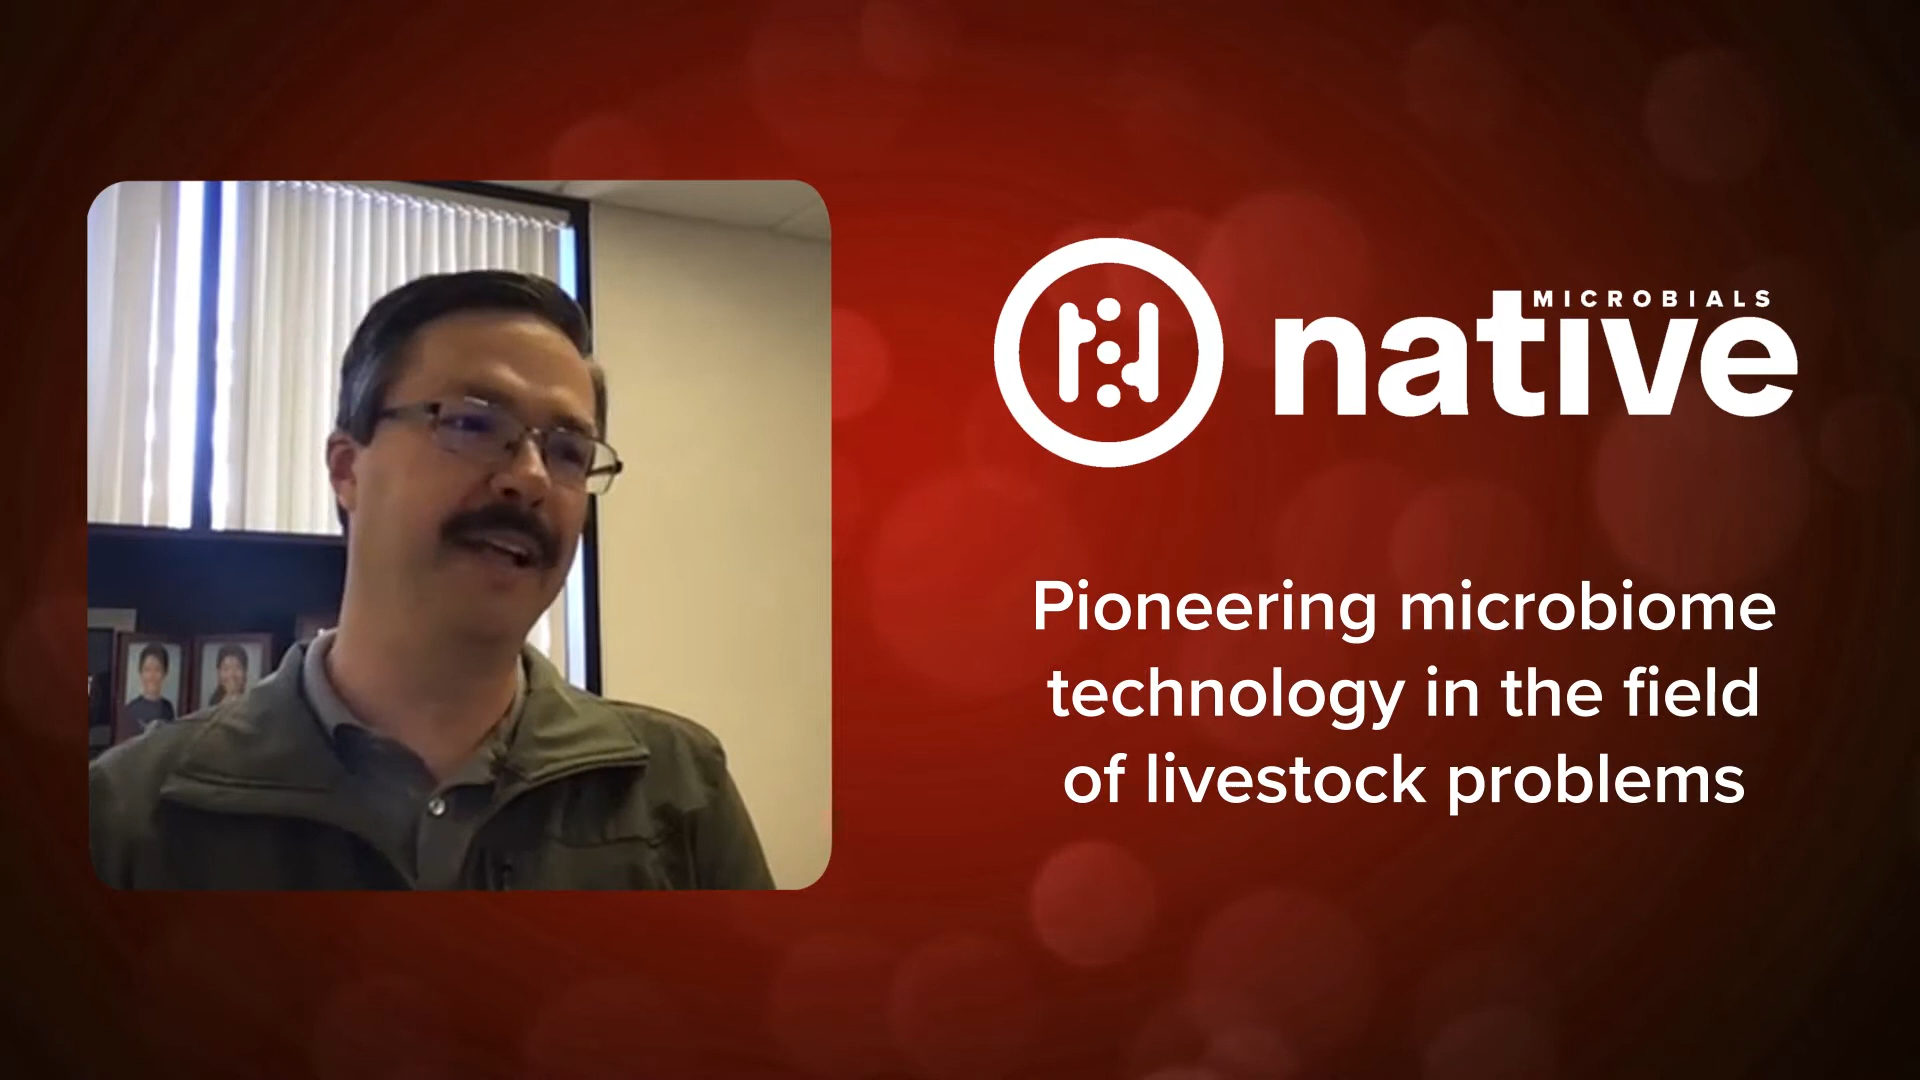 MICROBIALS
native
Pioneering microbiome
technology in the field
of livestock problems